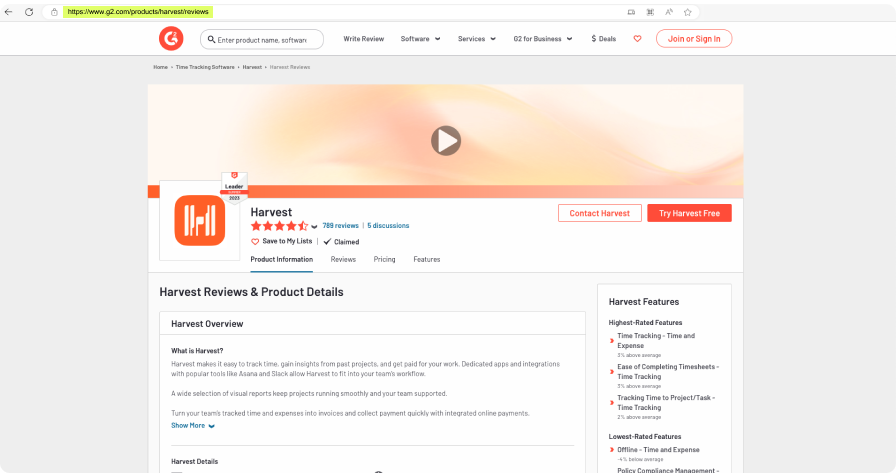 https://www.g2.com/products/harvest/reviews
Enter product name, software
Write Review
Software
Services
G2 for Business
$ Deals
Join or Sign In
Home > Time Tracking Software > Harvest > Harvest Reviews
Leader
2023
Harvest
789 reviews | 5 discussions
Save to My Lists | Claimed
Contact Harvest
Try Harvest Free
Product Information
Reviews
Pricing
Features
Harvest Reviews & Product Details
Harvest Overview
What is Harvest?
Harvest makes it easy to track time, gain insights from past projects, and get paid for your work. Dedicated apps and integrations
with popular tools like Asana and Slack allow Harvest to fit into your team's workflow.
A wide selection of visual reports keep projects running smoothly and your team supported.
Turn your team's tracked time and expenses into invoices and collect payment quickly with integrated online payments.
Show More
Harvest Details
Harvest Features
Highest-Rated Features
Time Tracking - Time and
Expense
3% above average
Ease of Completing Timesheets -
Time Tracking
3% above average
Tracking Time to Project/Task -
Time Tracking
2% above average
Lowest-Rated Features
Offline - Time and Expense
-4% below average
Policy Compliance Management -